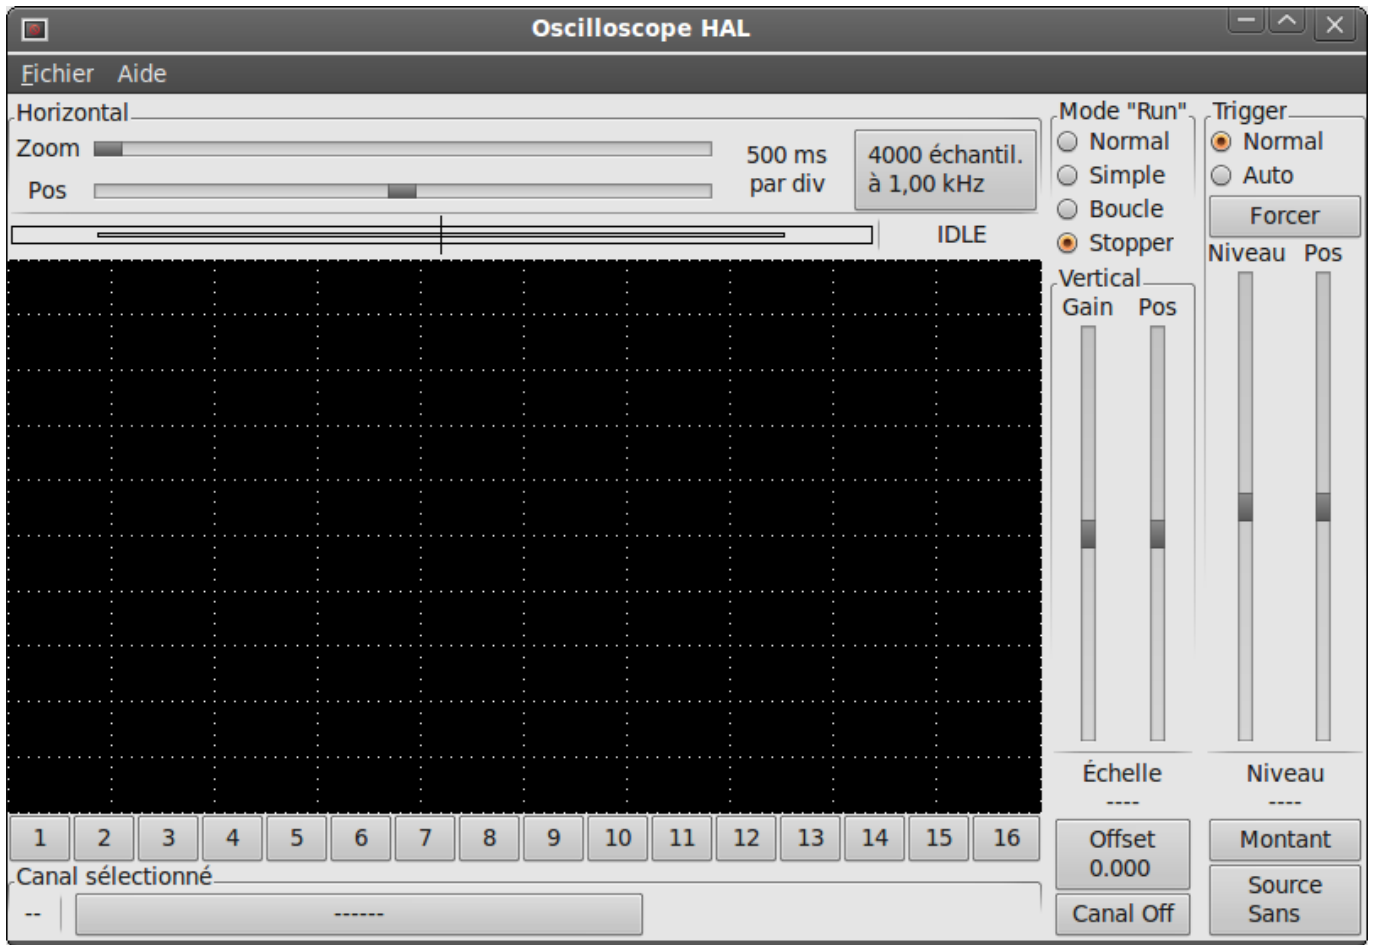 Oscilloscope HAL
Fichier Aide
Horizontal
Zoom
Pos
500 ms
par div
4000 échantil.
à 1,00 kHz
IDLE
Mode "Run"
Normal
Simple
Boucle
Stopper
Trigger
Normal
Auto
Forcer
Niveau Pos
Vertical
Gain Pos
Échelle
----
Offset
0.000
Canal Off
Niveau
----
Montant
Source
Sans
1 2 3 4 5 6 7 8 9 10 11 12 13 14 15 16
Canal sélectionné
-- ------